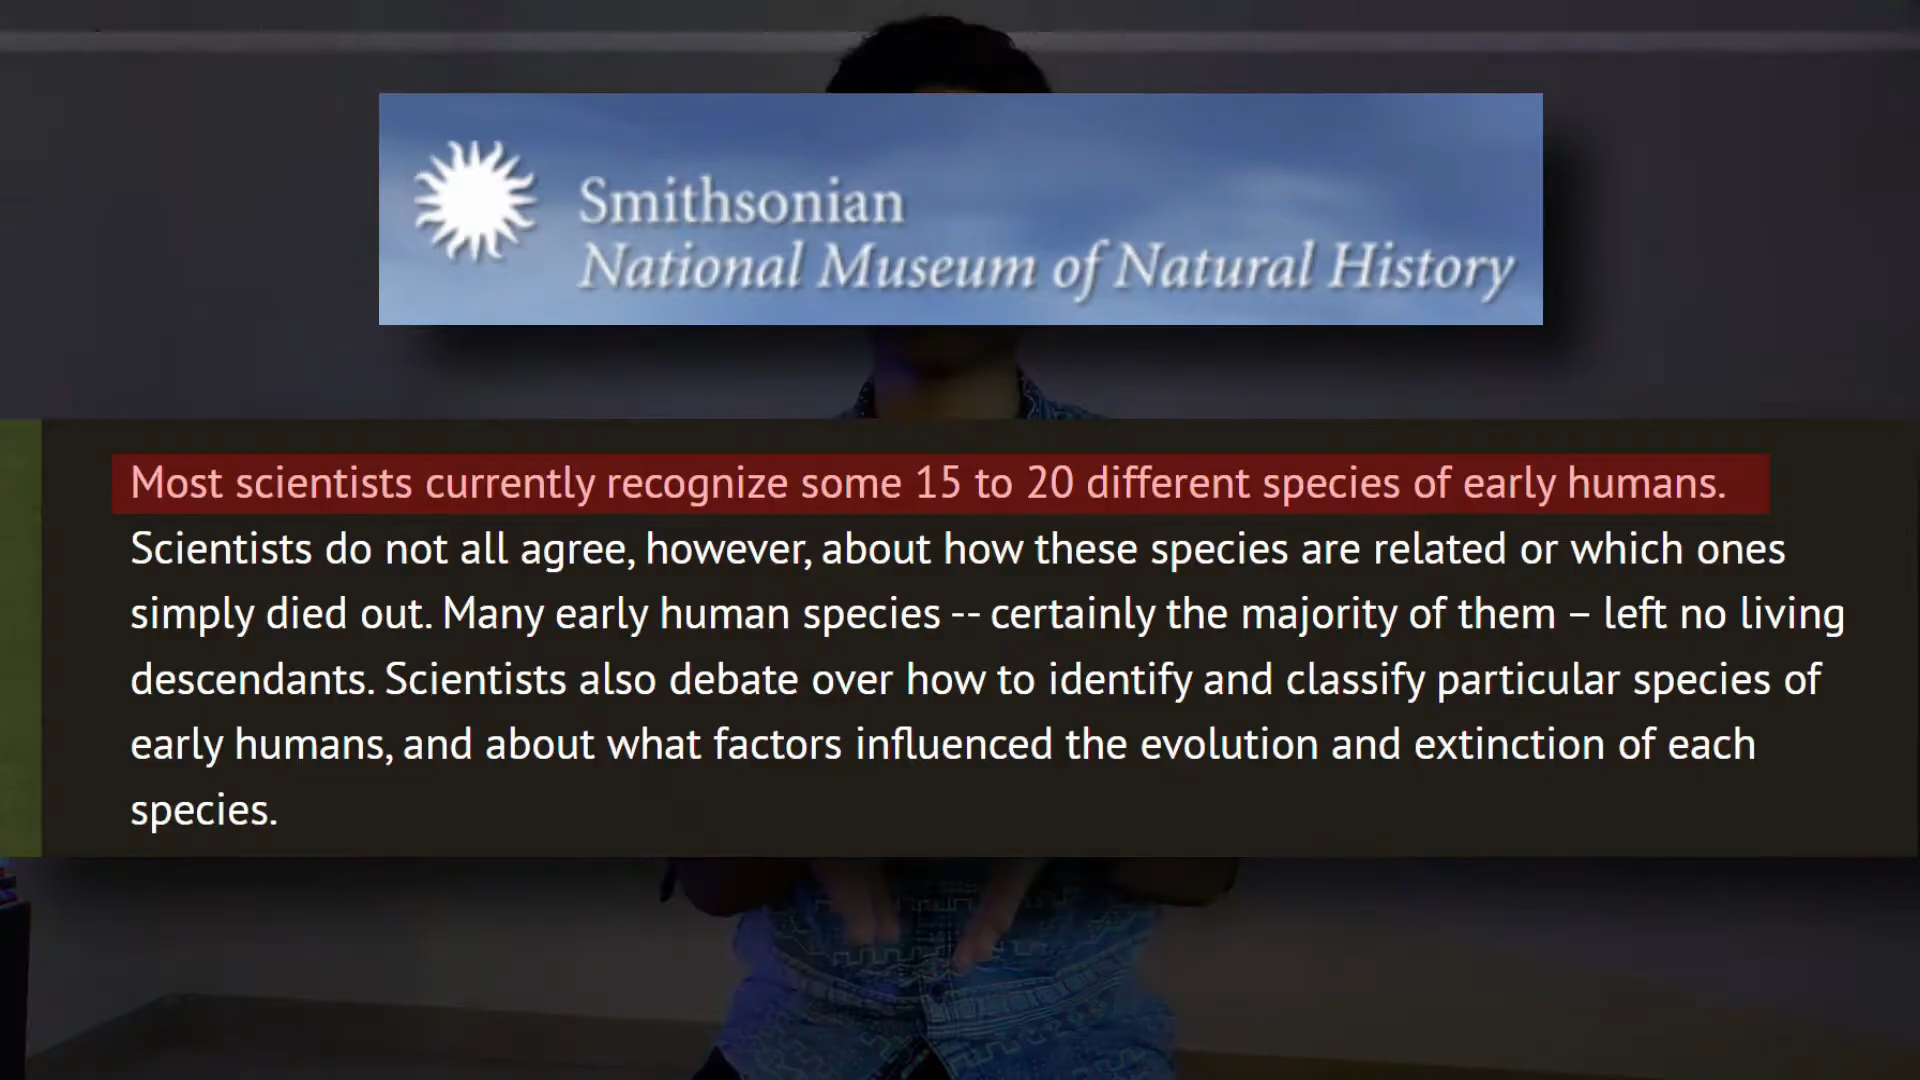 Smithsonian
National Museum of Natural History
Most scientists currently recognize some 15 to 20 different species of early humans.
Scientists do not all agree, however, about how these species are related or which ones
simply died out. Many early human species -- certainly the majority of them – left no living
descendants. Scientists also debate over how to identify and classify particular species of
early humans, and about what factors influenced the evolution and extinction of each
species.